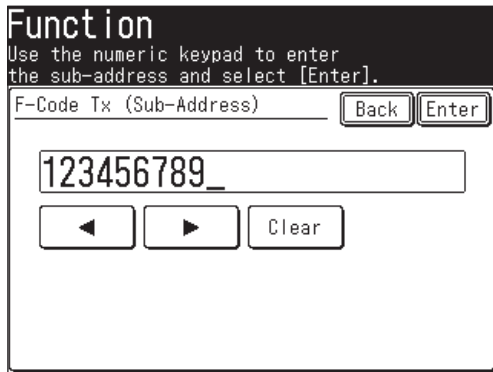 Function
Use the numeric keypad to enter
the sub-address and select [Enter].
F-Code Tx (Sub-Address) Back Enter
123456789_
◀ ▶ Clear